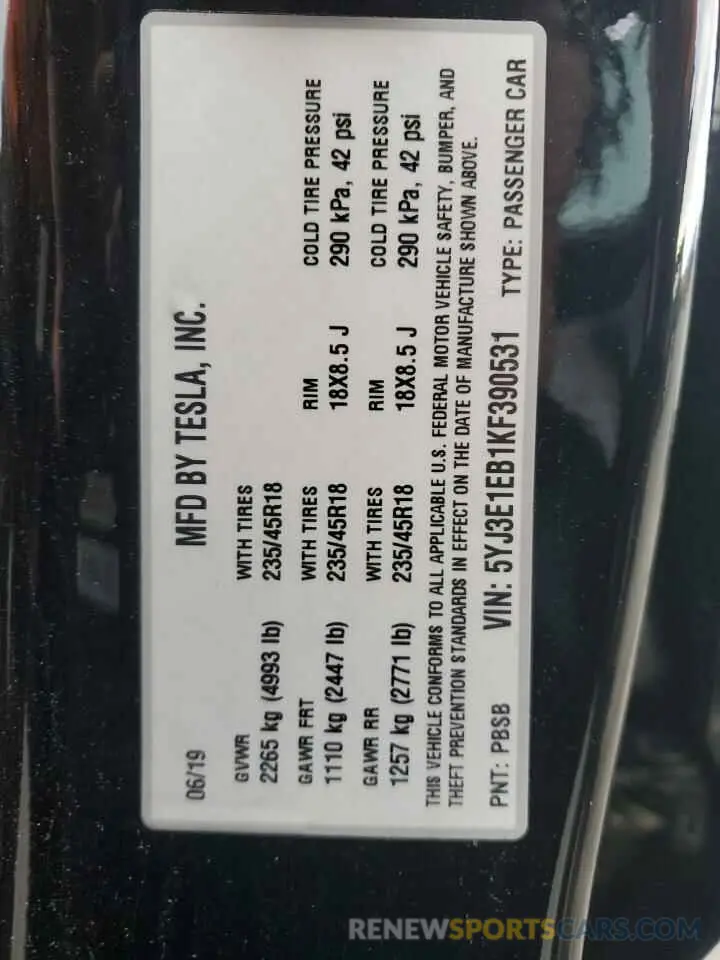 MFD BY TESLA, INC.
06/19
GVWR WITH TIRES
2265 kg (4993 lb) 235/45R18
GAWR FRT WITH TIRES RIM COLD TIRE PRESSURE
1110 kg (2447 lb) 235/45R18 18X8.5 J 290 kPa, 42 psi
GAWR RR WITH TIRES RIM COLD TIRE PRESSURE
1257 kg (2771 lb) 235/45R18 18X8.5 J 290 kPa, 42 psi
THIS VEHICLE CONFORMS TO ALL APPLICABLE U.S. FEDERAL MOTOR VEHICLE SAFETY, BUMPER, AND
THEFT PREVENTION STANDARDS IN EFFECT ON THE DATE OF MANUFACTURE SHOWN ABOVE.
PNT: PBSB VIN: 5YJ3E1EB1KF390531 TYPE: PASSENGER CAR
RENEWSPORTSCARS.COM